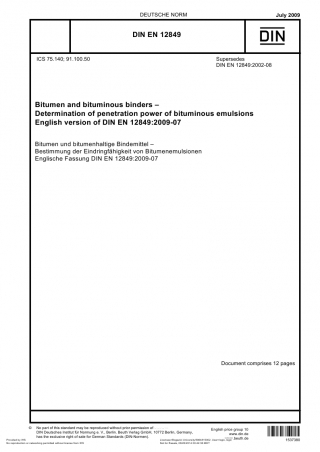 DEUTSCHE NORM
July 2009
DIN EN 12849
DIN
ICS 75.140; 91.100.50
Supersedes
DIN EN 12849:2002-08
Bitumen and bituminous binders –
Determination of penetration power of bituminous emulsions
English version of DIN EN 12849:2009-07
Bitumen und bitumenhaltige Bindemittel –
Bestimmung der Eindringfähigkeit von Bitumenemulsionen
Englische Fassung DIN EN 12849:2009-07
Document comprises 12 pages
© No part of this standard may be reproduced without prior permission of
DIN Deutsches Institut für Normung e. V., Berlin. Beuth Verlag GmbH, 10772 Berlin, Germany,
has the exclusive right of sale for German Standards (DIN-Normen).
English price group 10
www.din.de
www.beuth.de